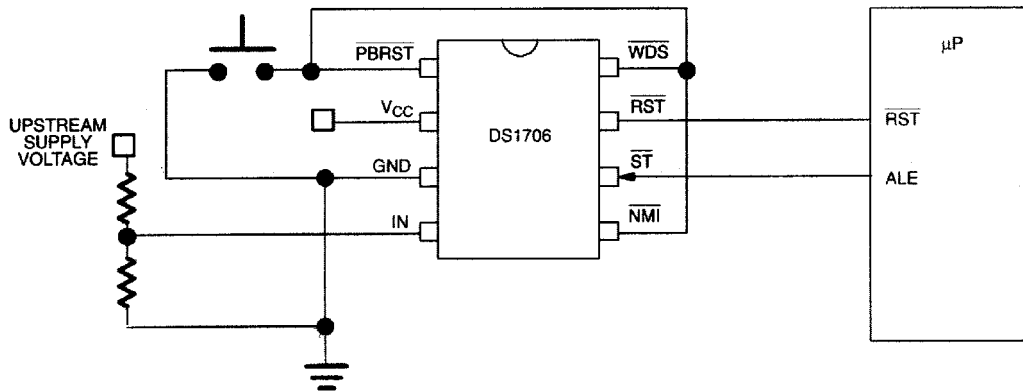 PBRST
WDS
μP
UPSTREAM
SUPPLY
VOLTAGE
VCC
DS1706
RST
RST
GND
ST
ALE
IN
NMI